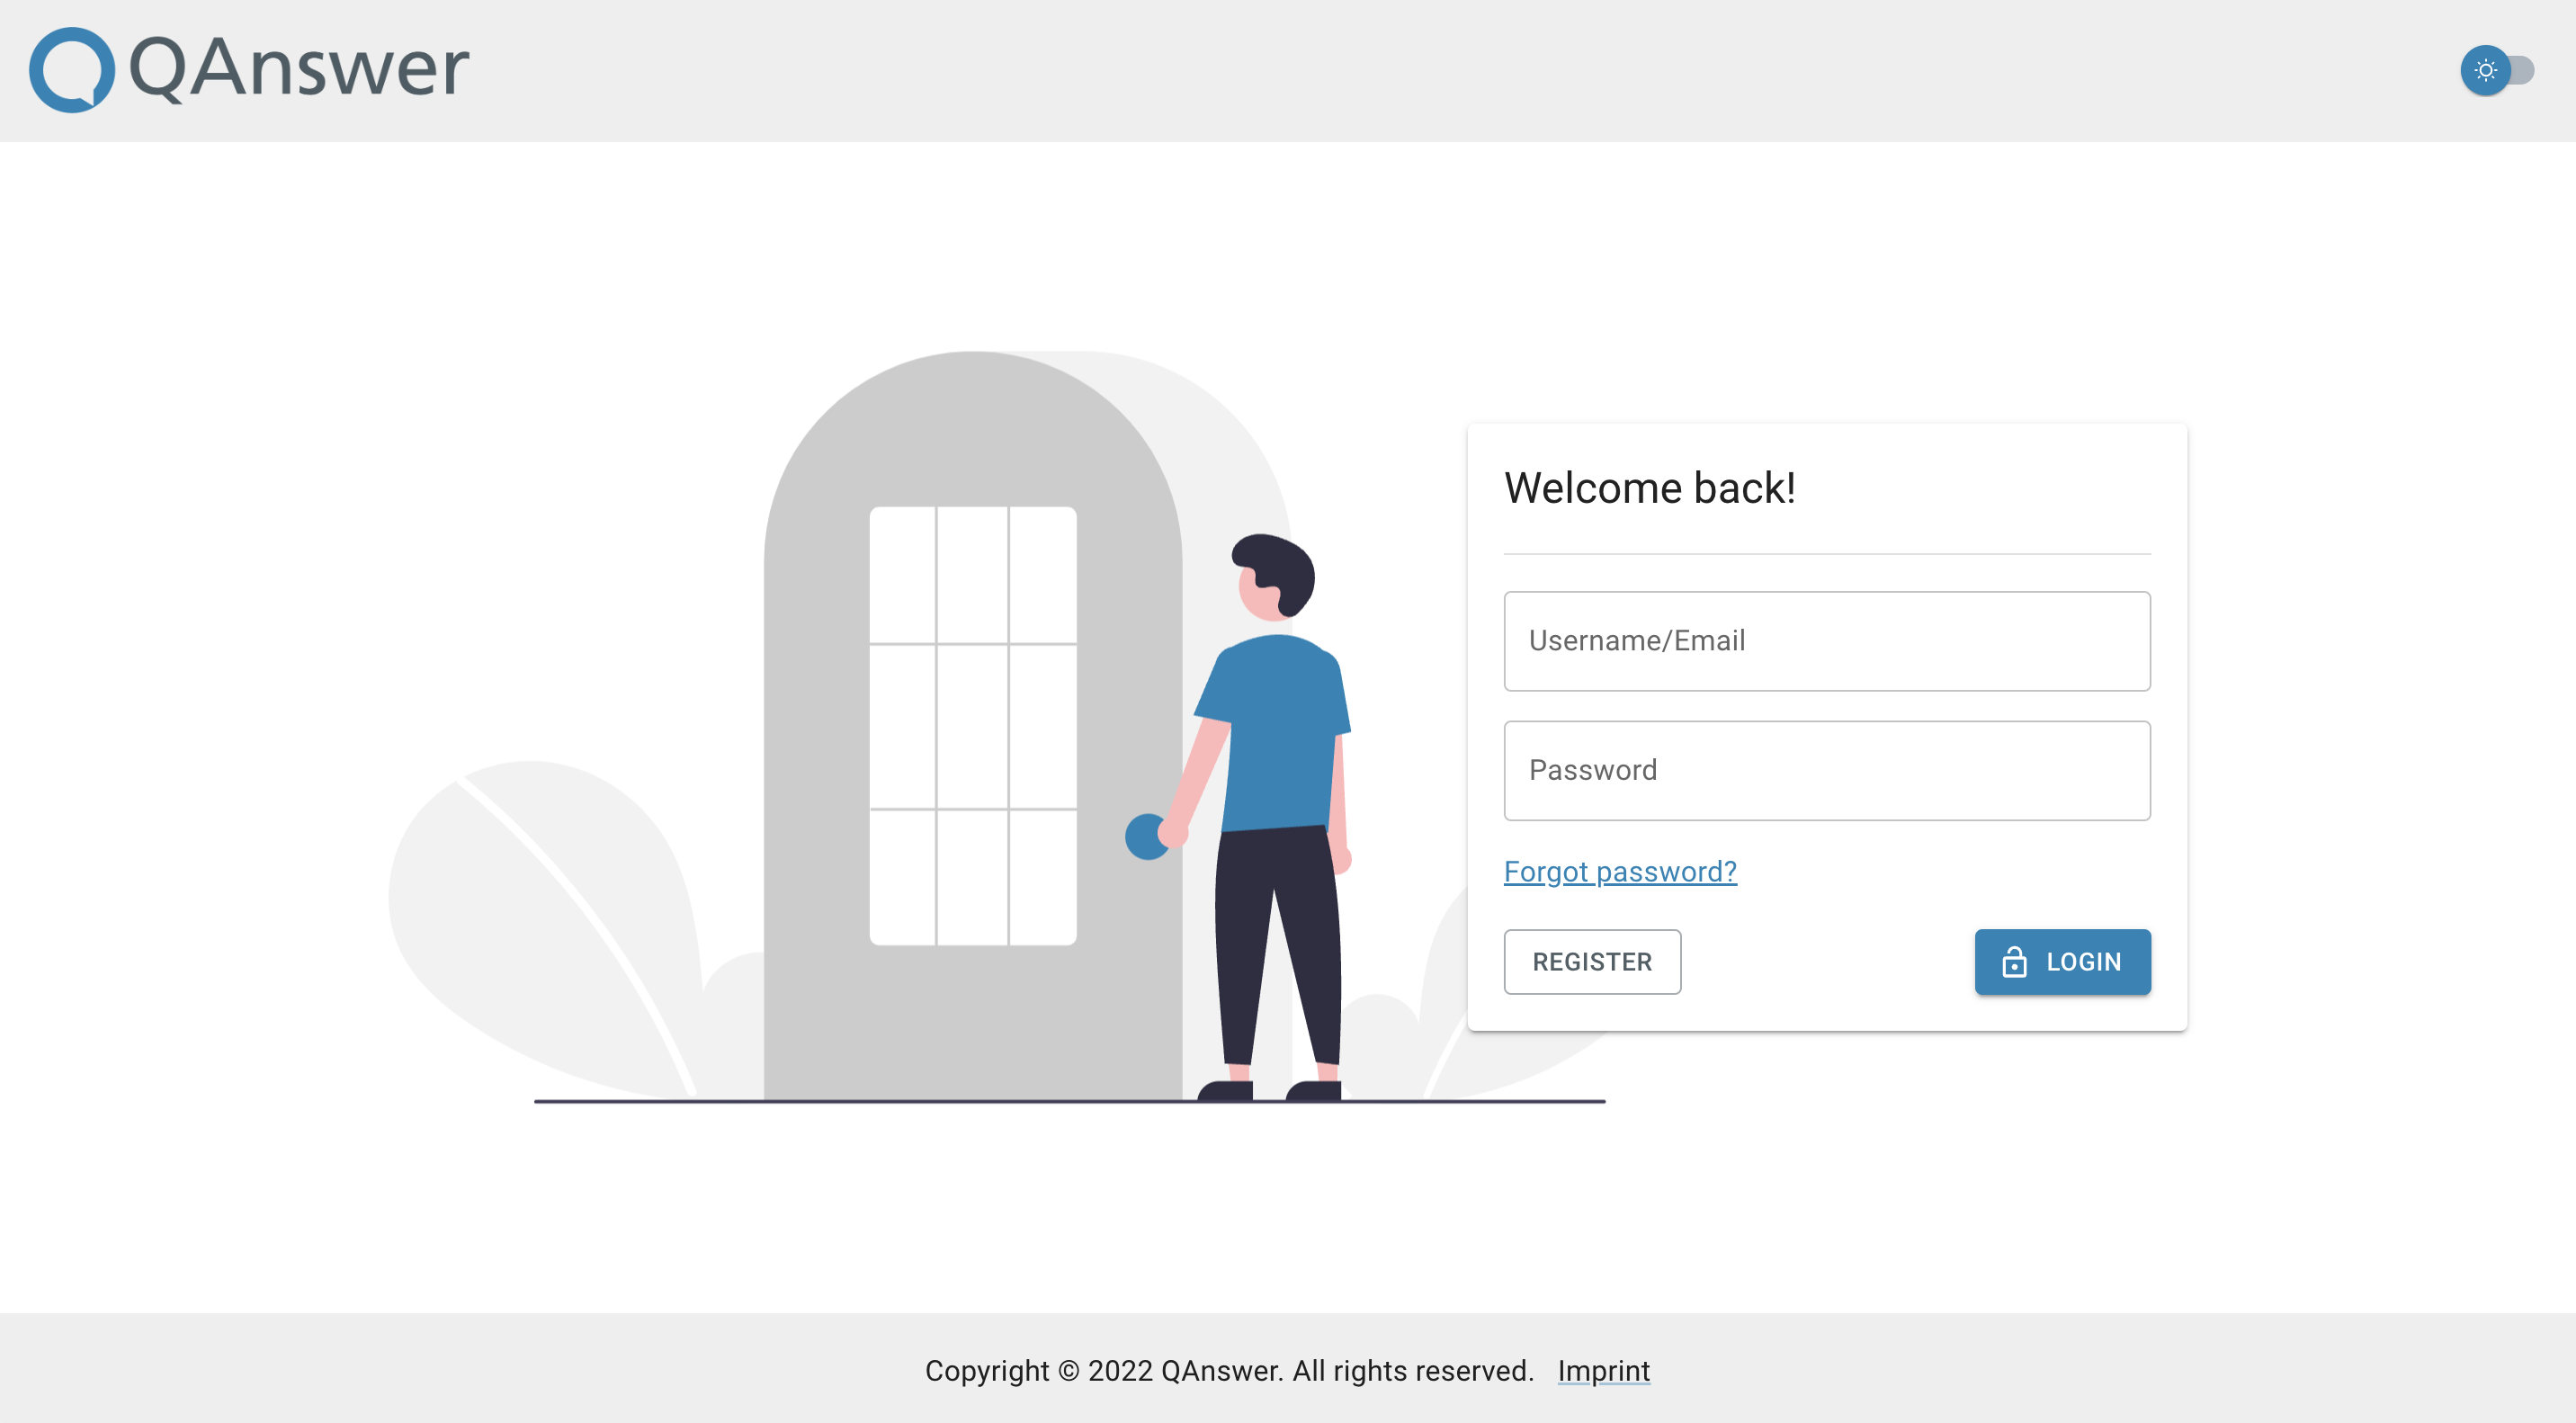 QAnswer
Welcome back!
Username/Email
Password
Forgot password?
REGISTER
LOGIN
Copyright © 2022 QAnswer. All rights reserved. Imprint